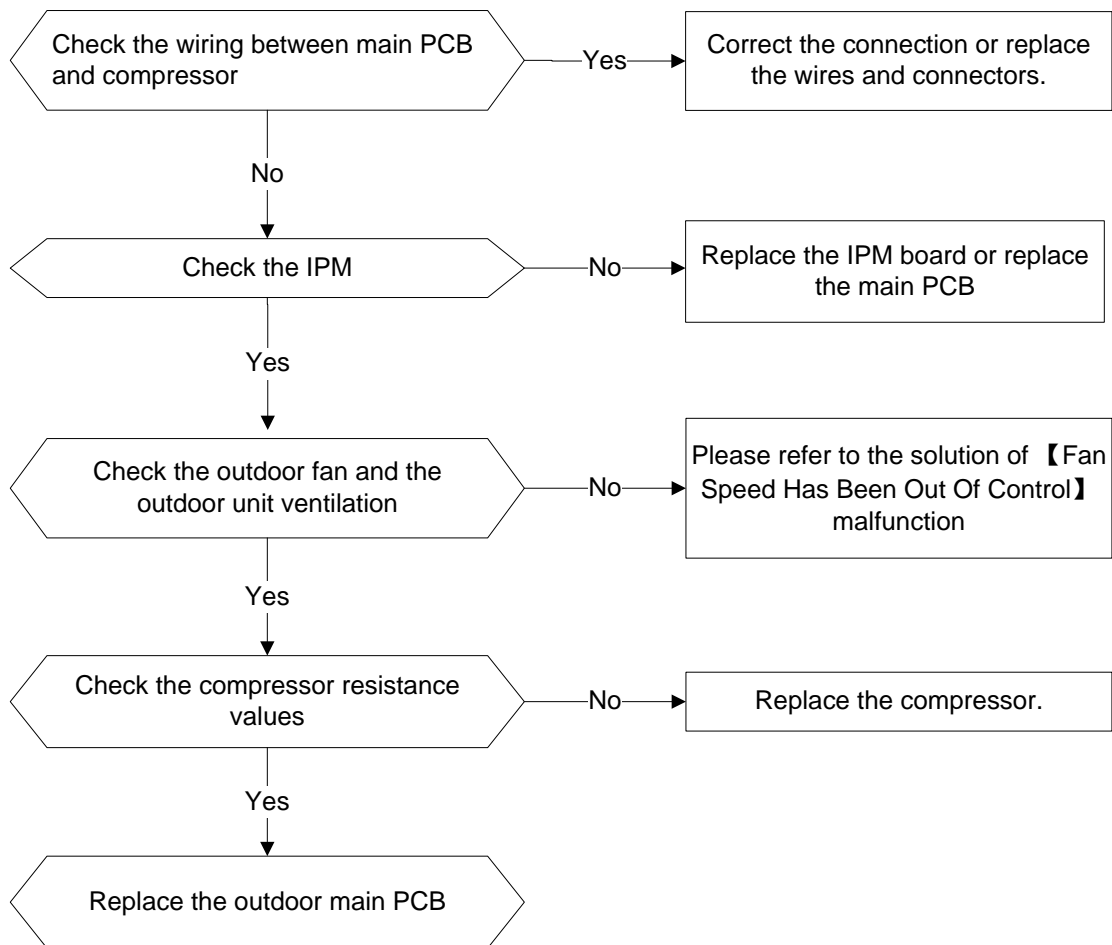 Check the wiring between main PCB
and compressor
Yes
Correct the connection or replace
the wires and connectors.
No
Check the IPM
No
Replace the IPM board or replace
the main PCB
Yes
Check the outdoor fan and the
outdoor unit ventilation
No
Please refer to the solution of 【Fan
Speed Has Been Out Of Control】
malfunction
Yes
Check the compressor resistance
values
No
Replace the compressor.
Yes
Replace the outdoor main PCB